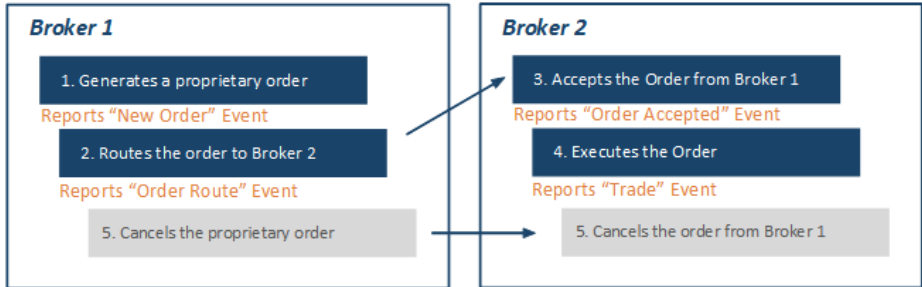 Broker 1
1. Generates a proprietary order
Reports “New Order” Event
2. Routes the order to Broker 2
Reports “Order Route” Event
5. Cancels the proprietary order
Broker 2
3. Accepts the Order from Broker 1
Reports “Order Accepted” Event
4. Executes the Order
Reports “Trade” Event
5. Cancels the order from Broker 1